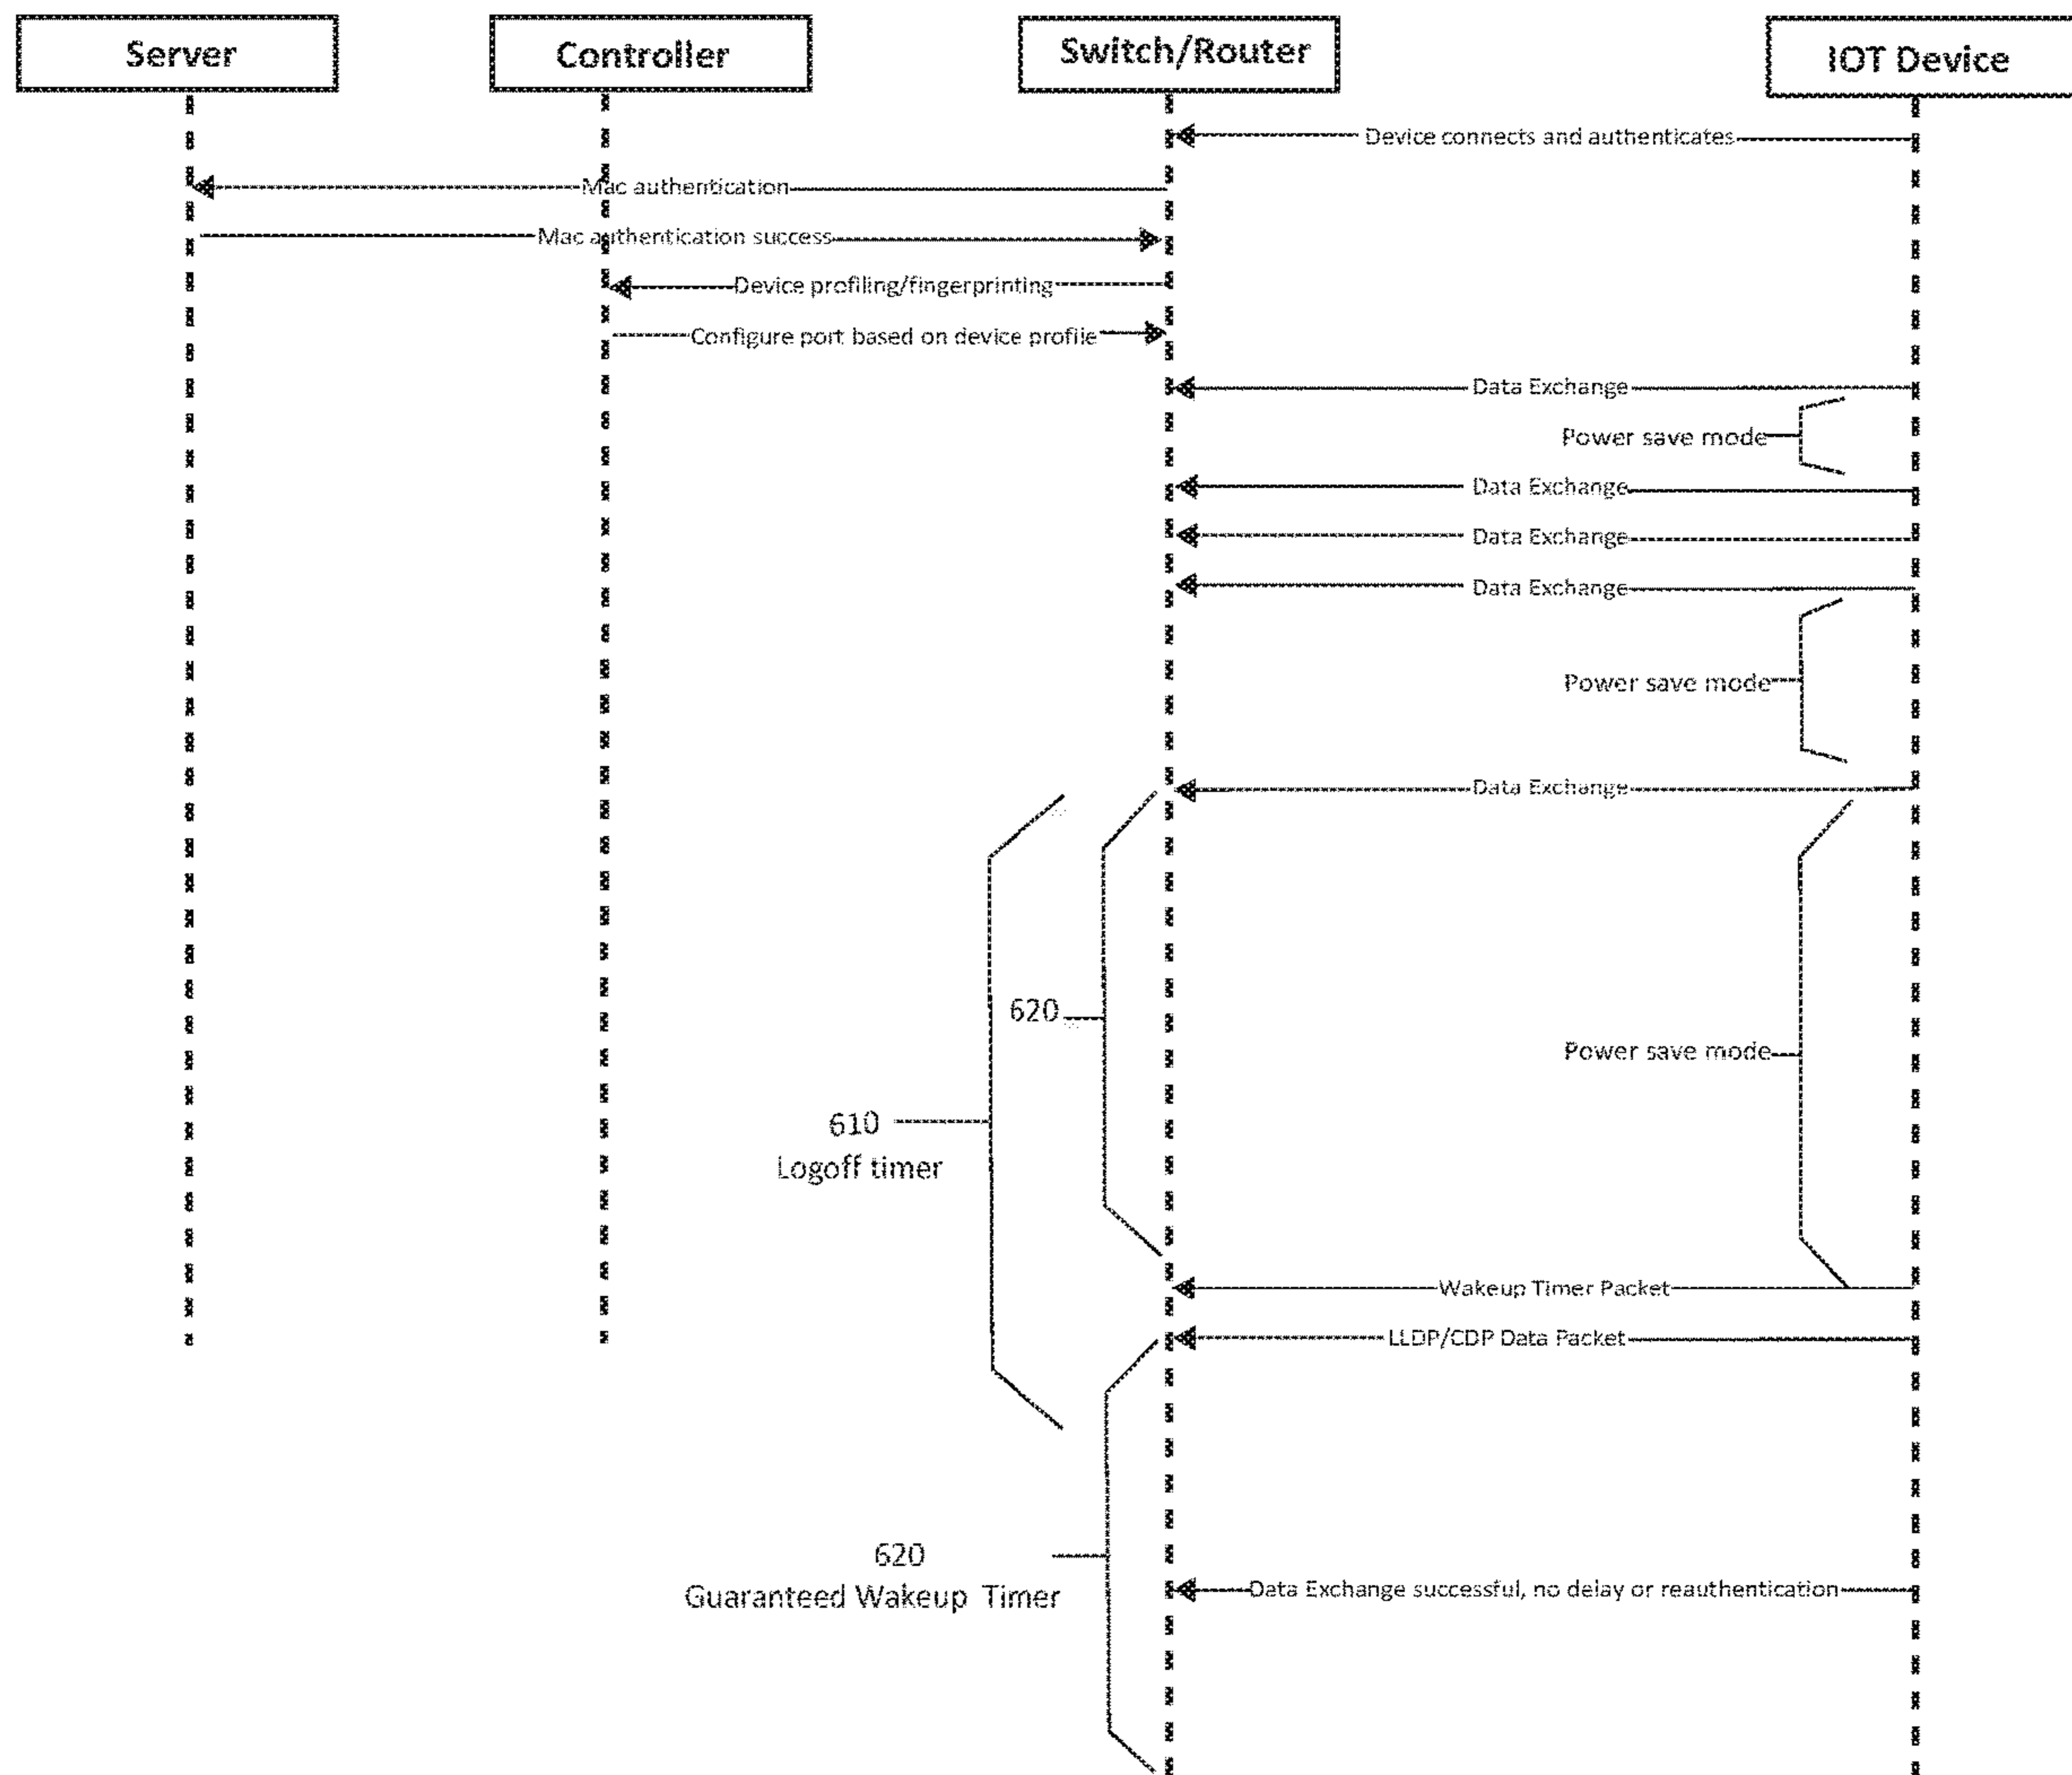 Server
Controller
Switch/Router
IOT Device
Device connects and authenticates
Mac authentication
Mac authentication success
Device profiling/fingerprinting
Configure port based on device profile
Data Exchange
Power save mode
Data Exchange
Data Exchange
Data Exchange
Power save mode
Data Exchange
620
Power save mode
610
Logoff timer
Wakeup Timer Packet
LLDP/CDP Data Packet
620
Guaranteed Wakeup Timer
Data Exchange successful, no delay or reauthentication